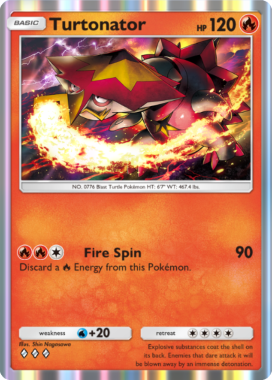 BASIC Turtonator HP 120
NO. 0776 Blast Turtle Pokémon HT: 6'7" WT: 467.4 lbs.
Fire Spin 90
Discard a Energy from this Pokémon.
weakness +20 retreat
Illus. Shin Nagasawa
Explosive substances coat the shell on
its back. Enemies that dare attack it will
be blown away by an immense detonation.